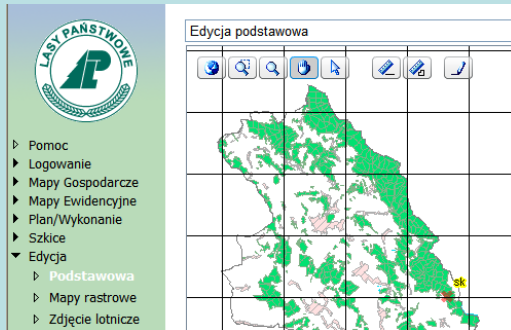 LASY PAŃSTWOWE
Edycja podstawowa
Pomoc
Logowanie
Mapy Gospodarcze
Mapy Ewidencyjne
Plan/Wykonanie
Szkice
Edycja
Podstawowa
Mapy rastrowe
Zdjęcie lotnicze
sk